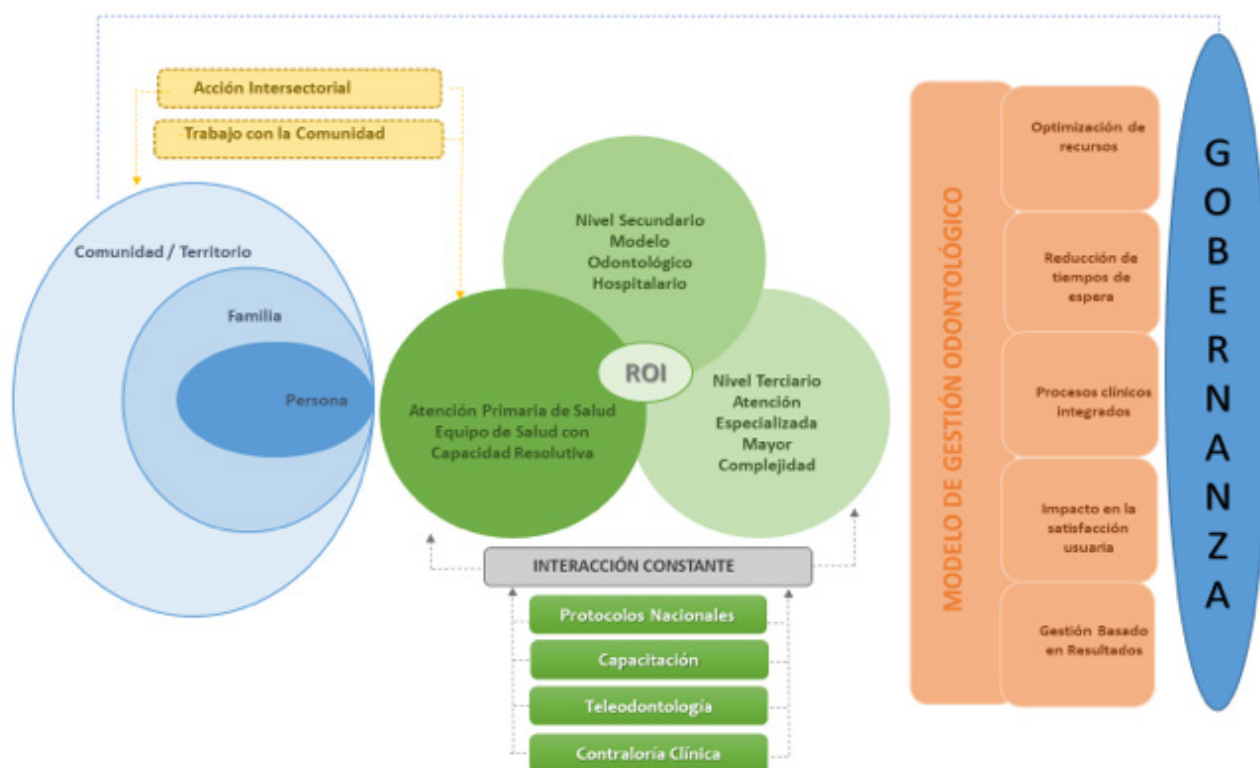 Acción Intersectorial
Trabajo con la Comunidad
Comunidad / Territorio
Familia
Persona
Nivel Secundario
Modelo
Odontológico
Hospitalario
ROI
Atención Primaria de Salud
Equipo de Salud con
Capacidad Resolutiva
Nivel Terciario
Atención
Especializada
Mayor
Complejidad
INTERACCIÓN CONSTANTE
Protocolos Nacionales
Capacitación
Teleodontología
Contraloría Clínica
MODELO DE GESTIÓN ODONTOLÓGICO
Optimización de
recursos
Reducción de
tiempos de
espera
Procesos clínicos
integrados
Impacto en la
satisfacción
usuaria
Gestión Basado
en Resultados
GOBERNANZA